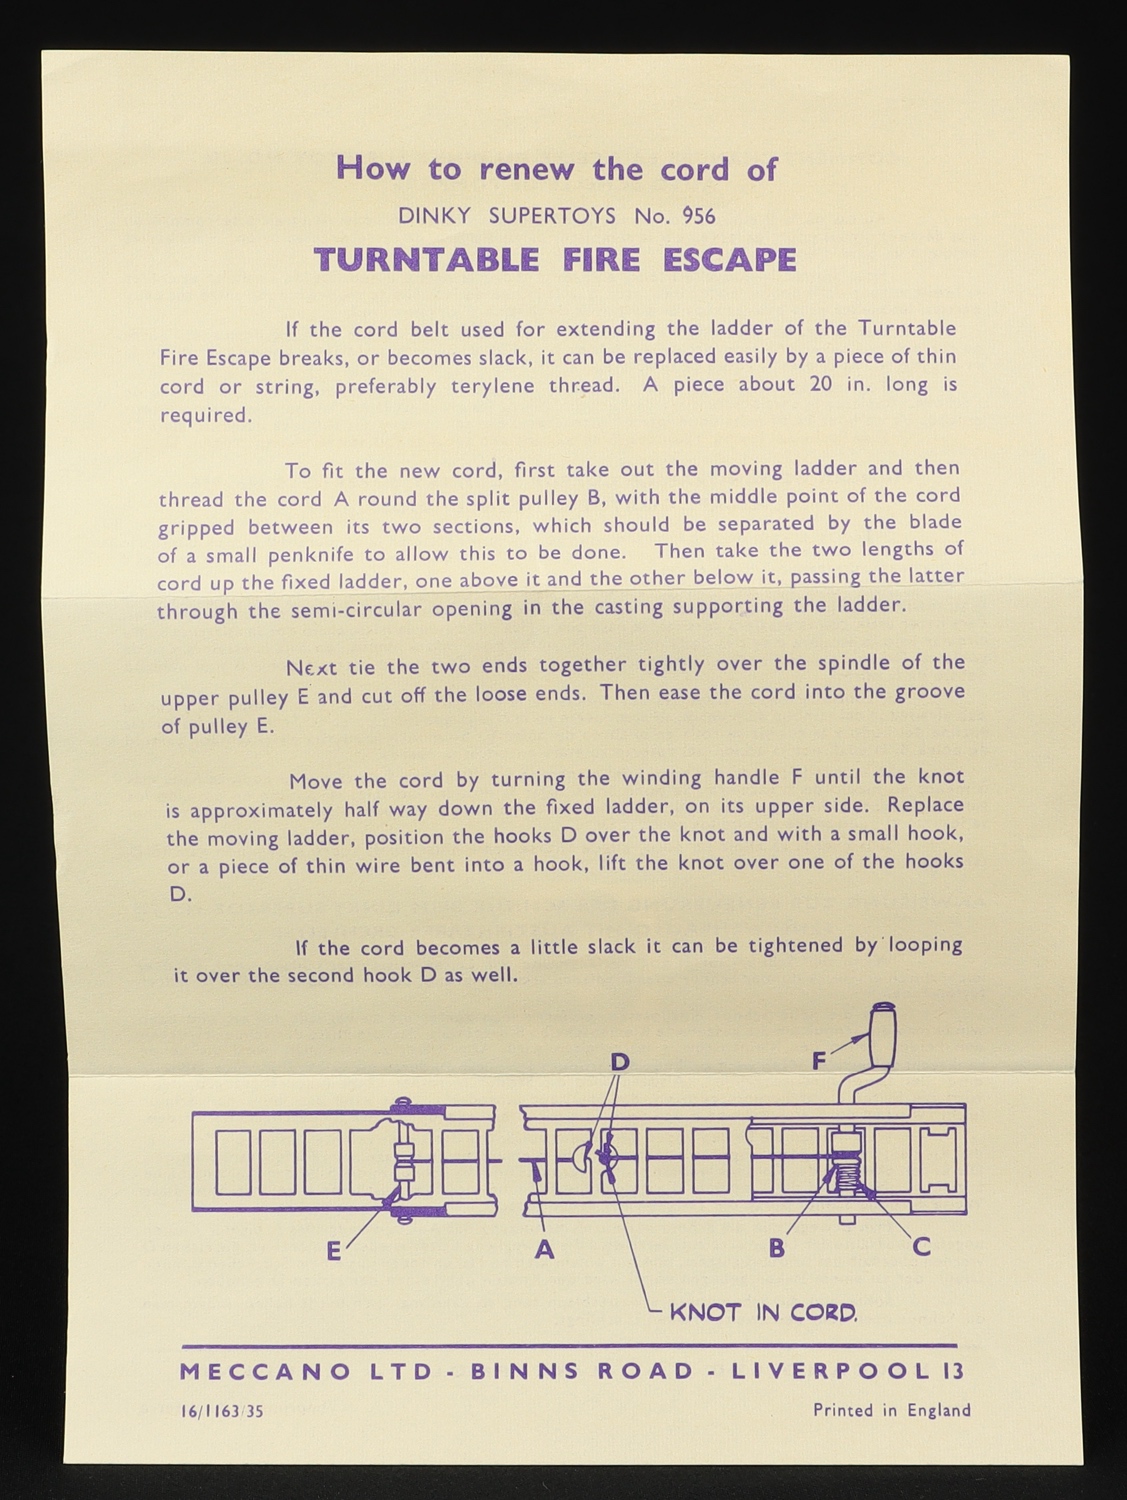 How to renew the cord of
DINKY SUPERTOYS No. 956
TURNTABLE FIRE ESCAPE
If the cord belt used for extending the ladder of the Turntable
Fire Escape breaks, or becomes slack, it can be replaced easily by a piece of thin
cord or string, preferably terylene thread. A piece about 20 in. long is
required.
To fit the new cord, first take out the moving ladder and then
thread the cord A round the split pulley B, with the middle point of the cord
gripped between its two sections, which should be separated by the blade
of a small penknife to allow this to be done. Then take the two lengths of
cord up the fixed ladder, one above it and the other below it, passing the latter
through the semi-circular opening in the casting supporting the ladder.
Next tie the two ends together tightly over the spindle of the
upper pulley E and cut off the loose ends. Then ease the cord into the groove
of pulley E.
Move the cord by turning the winding handle F until the knot
is approximately half way down the fixed ladder, on its upper side. Replace
the moving ladder, position the hooks D over the knot and with a small hook,
or a piece of thin wire bent into a hook, lift the knot over one of the hooks
D.
If the cord becomes a little slack it can be tightened by looping
it over the second hook D as well.
D
F
E
A
B
C
KNOT IN CORD.
MECCANO LTD - BINNS ROAD - LIVERPOOL 13
16/1163/35
Printed in England